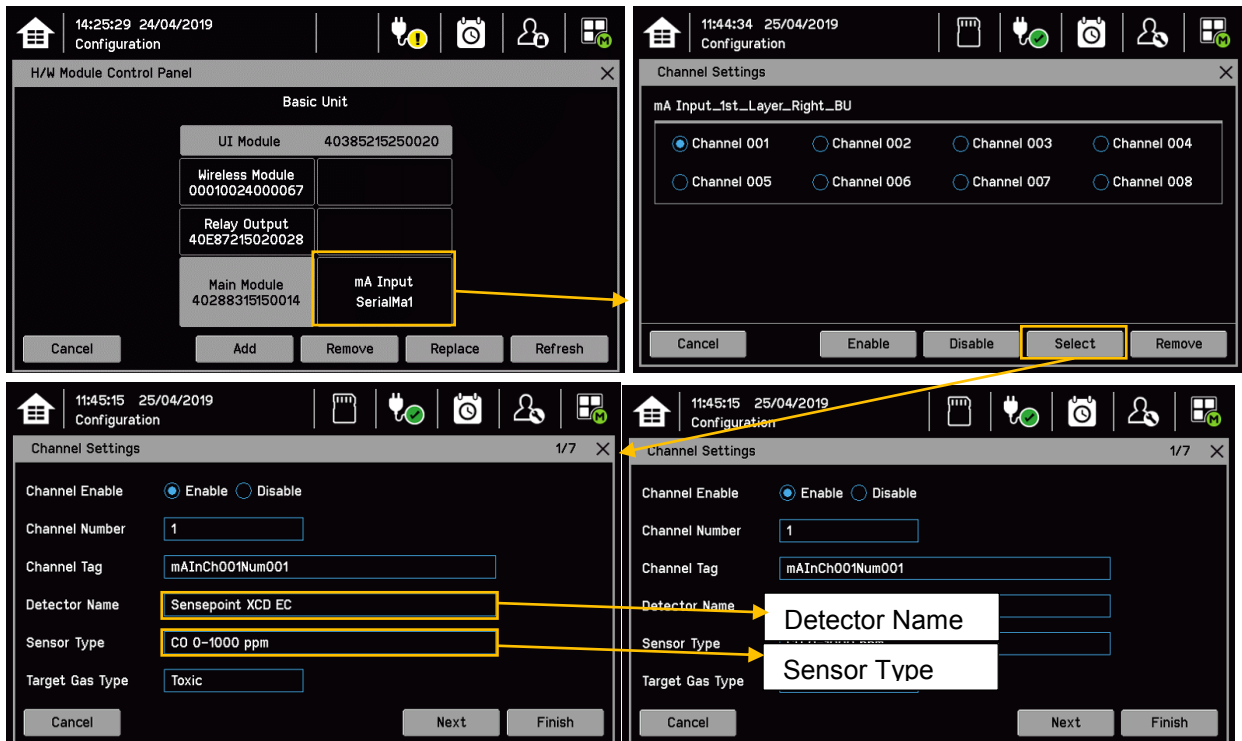 14:25:29 24/04/2019
Configuration
M
H/W Module Control Panel
Basic Unit
UI Module 40385215250020
Wireless Module
00010024000067
Relay Output
40E87215020028
Main Module
40288315150014
mA Input
SerialMa1
Cancel Add Remove Replace Refresh
11:44:34 25/04/2019
Configuration
M
Channel Settings
mA Input_1st_Layer_Right_BU
Channel 001 Channel 002 Channel 003 Channel 004
Channel 005 Channel 006 Channel 007 Channel 008
Cancel Enable Disable Select Remove
11:45:15 25/04/2019
Configuration
M
Channel Settings 1/7
Channel Enable Enable Disable
Channel Number 1
Channel Tag mAInCh001Num001
Detector Name Sensepoint XCD EC
Sensor Type CO 0-1000 ppm
Target Gas Type Toxic
Cancel Next Finish
11:45:15 25/04/2019
Configuration
M
Channel Settings 1/7
Channel Enable Enable Disable
Channel Number 1
Channel Tag mAInCh001Num001
Detector Name Detector Name
Sensor Type Sensor Type
Target Gas Type
Cancel Next Finish